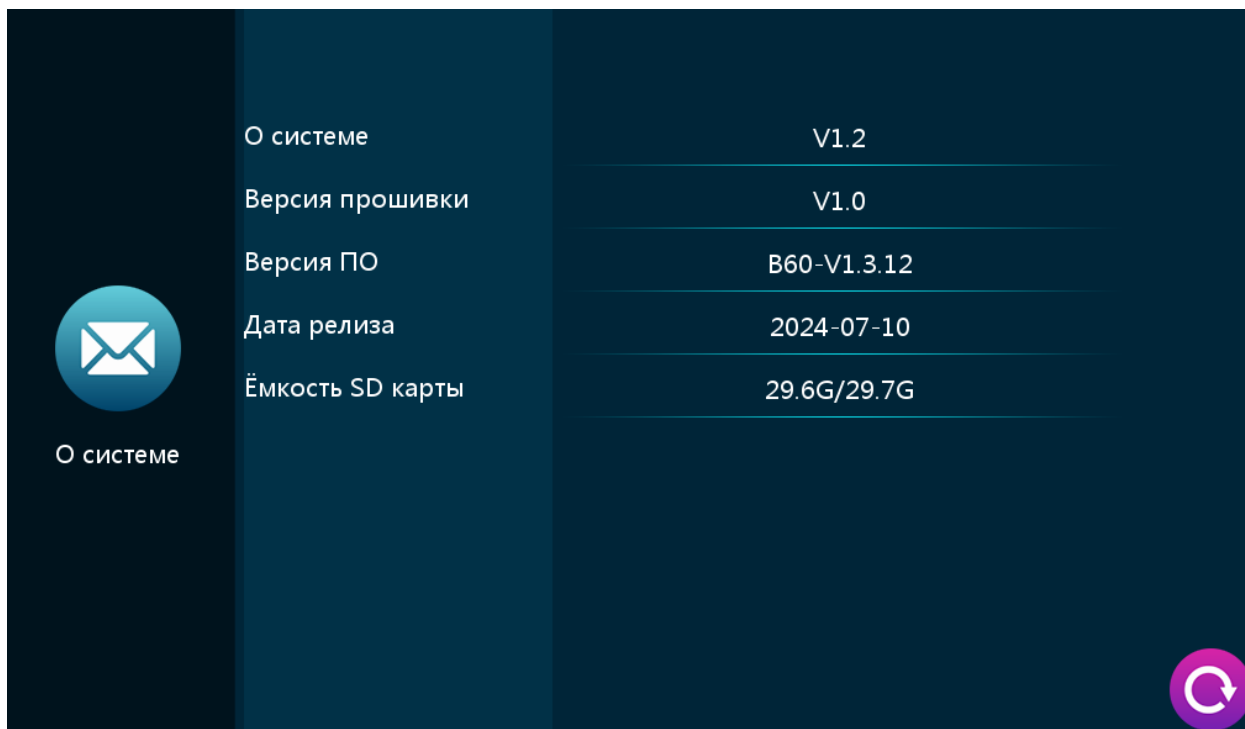 О системе V1.2
Версия прошивки V1.0
Версия ПО B60-V1.3.12
Дата релиза 2024-07-10
Ёмкость SD карты 29.6G/29.7G
О системе